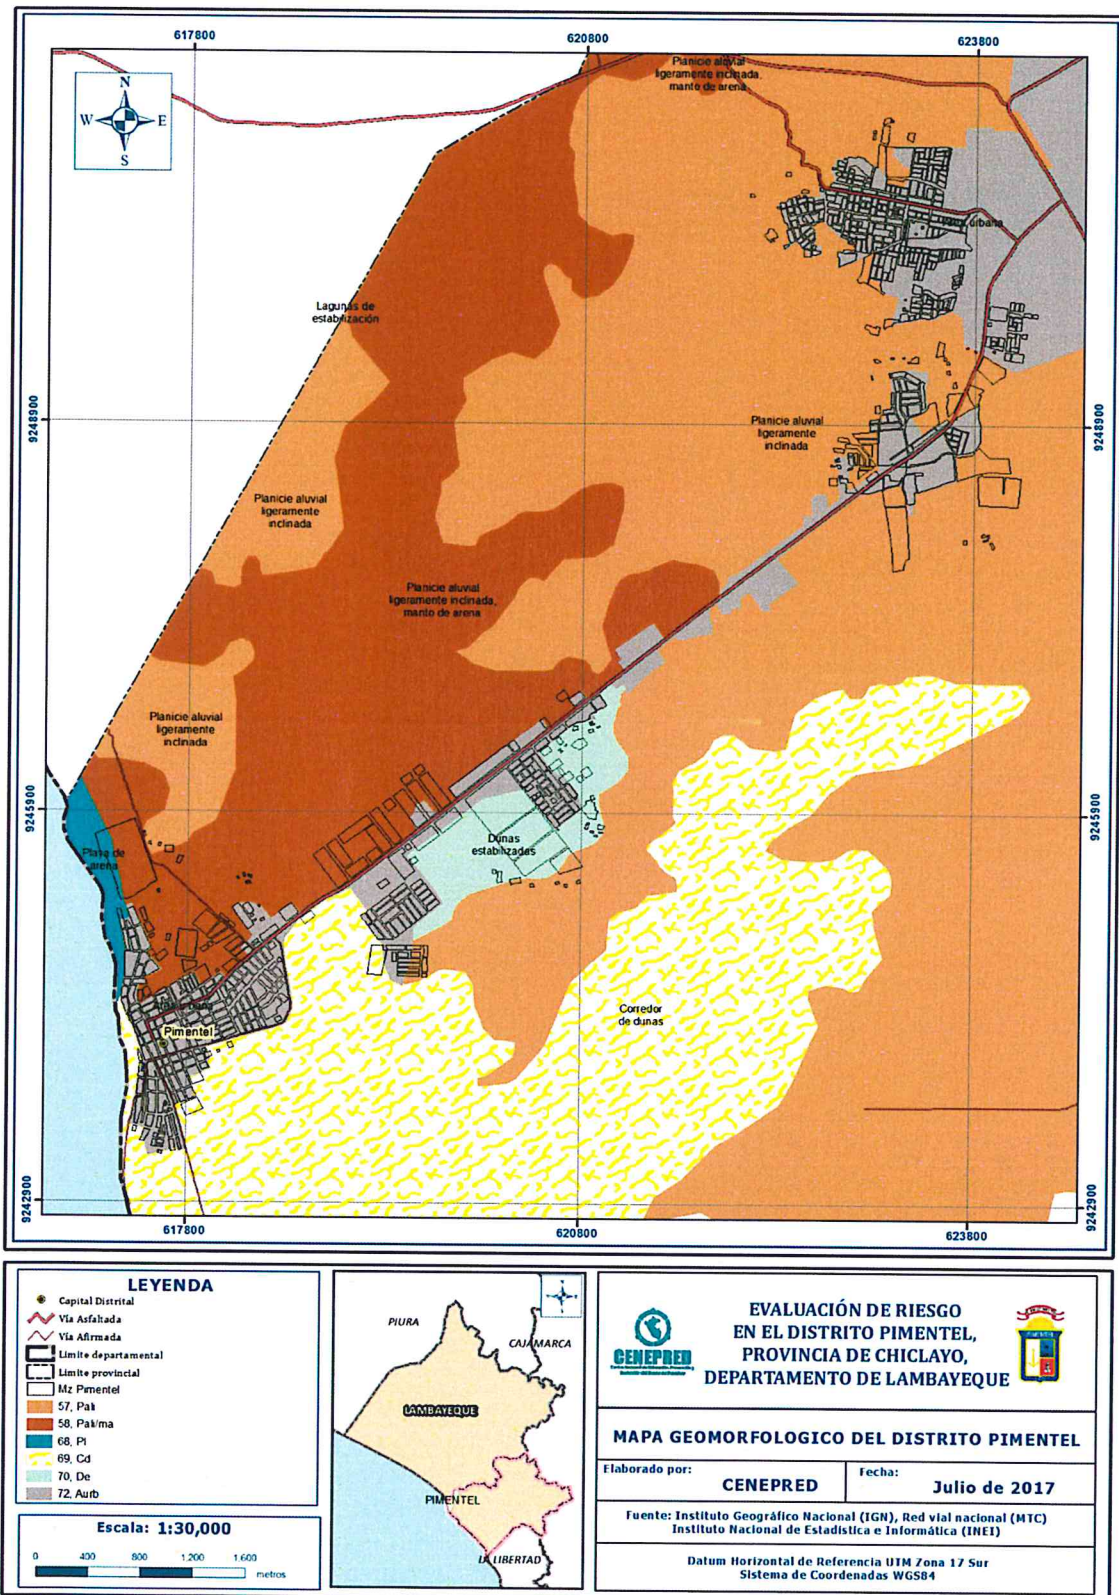 617800
620800
623800
N
W E
S
Planicie aluvial
ligeramente inclinada,
manto de arena
urbana
Lagunas de
estabilización
9248900
9248900
Planicie aluvial
ligeramente
inclinada
Planicie aluvial
ligeramente
inclinada
Planicie aluvial
ligeramente inclinada,
manto de arena
Planicie aluvial
ligeramente
inclinada
9245900
9245900
Playa de
arena
Dunas
estabilizadas
Corredor
de dunas
Pimentel
9242900
9242900
617800
620800
623800
LEYENDA
Capital Distrital
Vía Asfaltada
Vía Afirmada
Limite departamental
Limite provincial
Mz Pimentel
57, Pali
58, Pali/ma
68, Pl
69, Cd
70, De
72, Aurb
Escala: 1:30,000
0 400 800 1,200 1,600
metros
PIURA
CAJAMARCA
LAMBAYEQUE
PIMENTEL
LA LIBERTAD
CENEPRED
EVALUACIÓN DE RIESGO
EN EL DISTRITO PIMENTEL,
PROVINCIA DE CHICLAYO,
DEPARTAMENTO DE LAMBAYEQUE
MAPA GEOMORFOLOGICO DEL DISTRITO PIMENTEL
Elaborado por:
CENEPRED
Fecha:
Julio de 2017
Fuente: Instituto Geográfico Nacional (IGN), Red vial nacional (MTC)
Instituto Nacional de Estadística e Informática (INEI)
Datum Horizontal de Referencia UTM Zona 17 Sur
Sistema de Coordenadas WGS84